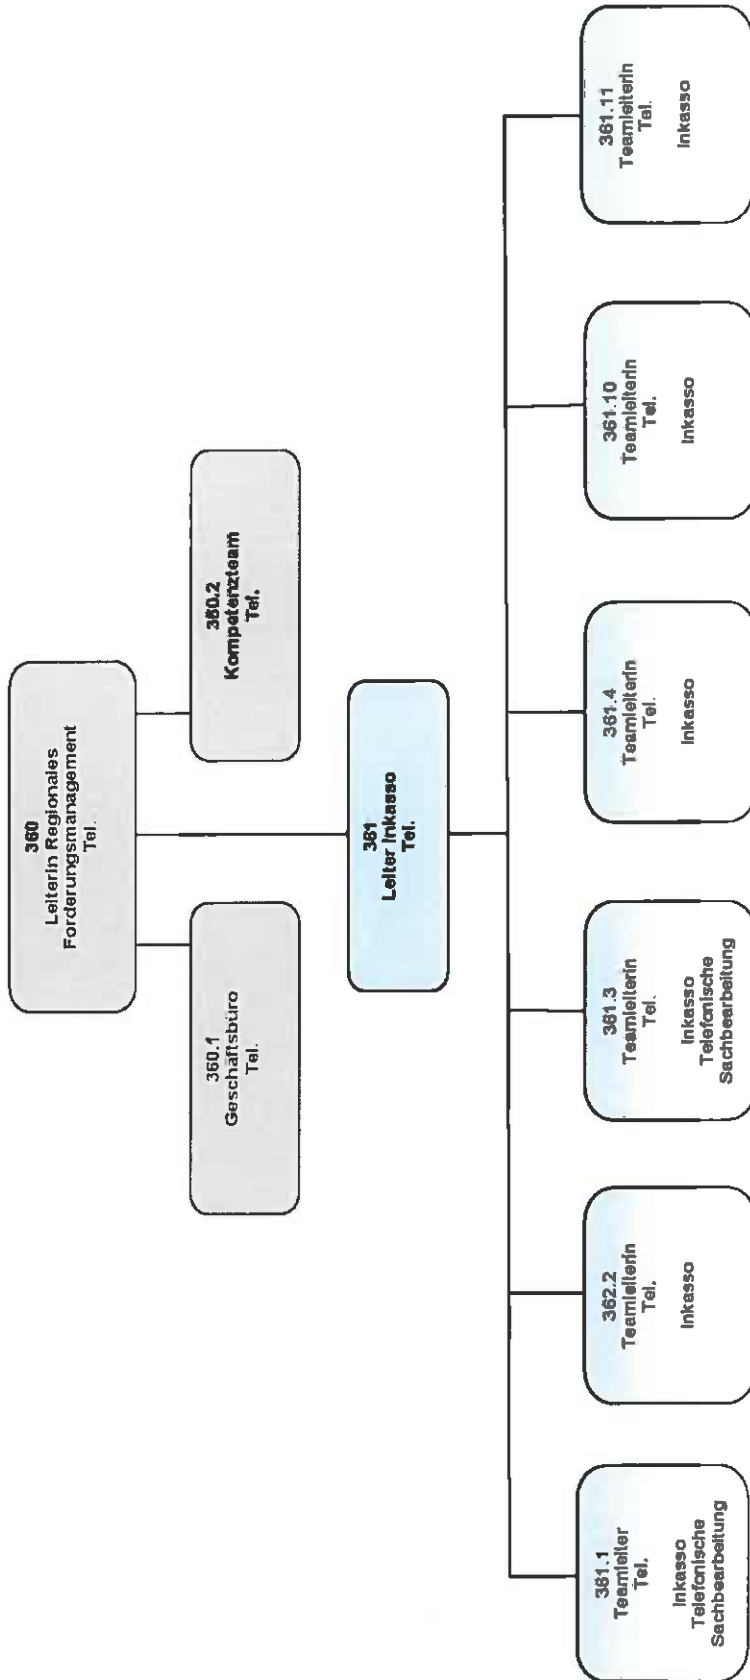 360
Leiterin Regionales
Forderungsmanagement
Tel.
360.1
Geschäftsbüro
Tel.
360.2
Kompetenzteam
Tel.
361
Leiter Inkasso
Tel.
361.1
Teamleiter
Tel.
Inkasso
Telefonische
Sachbearbeitung
362.2
Teamleiterin
Tel.
Inkasso
361.3
Teamleiterin
Tel.
Inkasso
Telefonische
Sachbearbeitung
361.4
Teamleiterin
Tel.
Inkasso
361.10
Teamleiterin
Tel.
Inkasso
361.11
Teamleiterin
Tel.
Inkasso